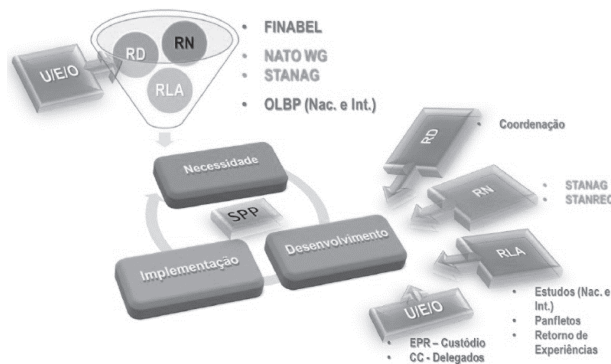 U/E/O
RD
RN
RLA
• FINABEL
• NATO WG
• STANAG
• OLBP (Nac. e Int.)
Necessidade
SPP
Implementação
Desenvolvimento
RD
• Coordenação
RN
• STANAG
• STANREC
RLA
• Estudos (Nac. e
Int.)
• Panfletos
• Retorno de
Experiências
U/E/O
• EPR – Custódio
• CC - Delegados